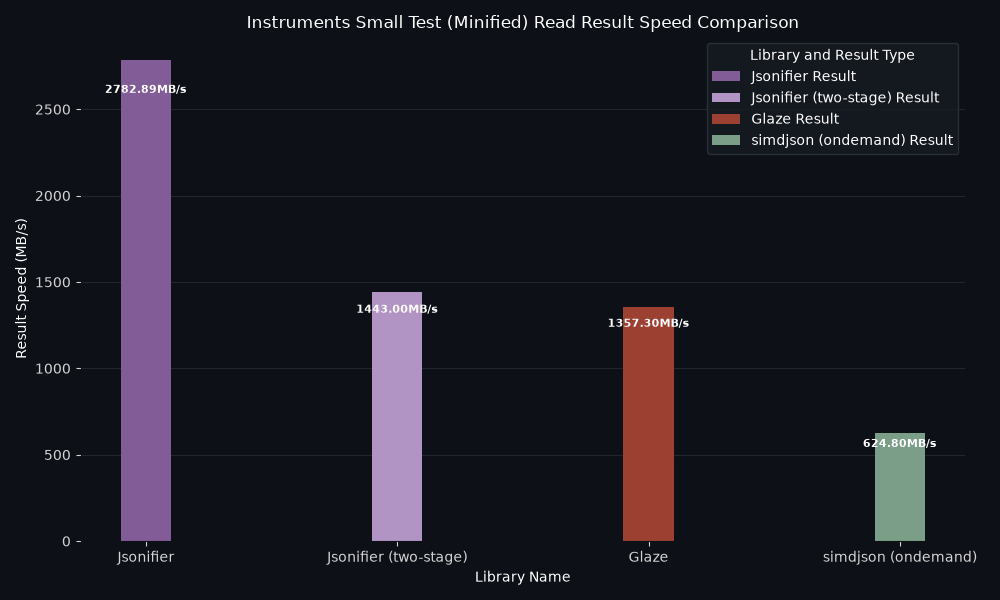 Instruments Small Test (Minified) Read Result Speed Comparison
Library and Result Type
Jsonifier Result
Jsonifier (two-stage) Result
Glaze Result
simdjson (ondemand) Result
Result Speed (MB/s)
2500
2000
1500
1000
500
0
2782.89MB/s
1443.00MB/s
1357.30MB/s
624.80MB/s
Jsonifier
Jsonifier (two-stage)
Glaze
simdjson (ondemand)
Library Name